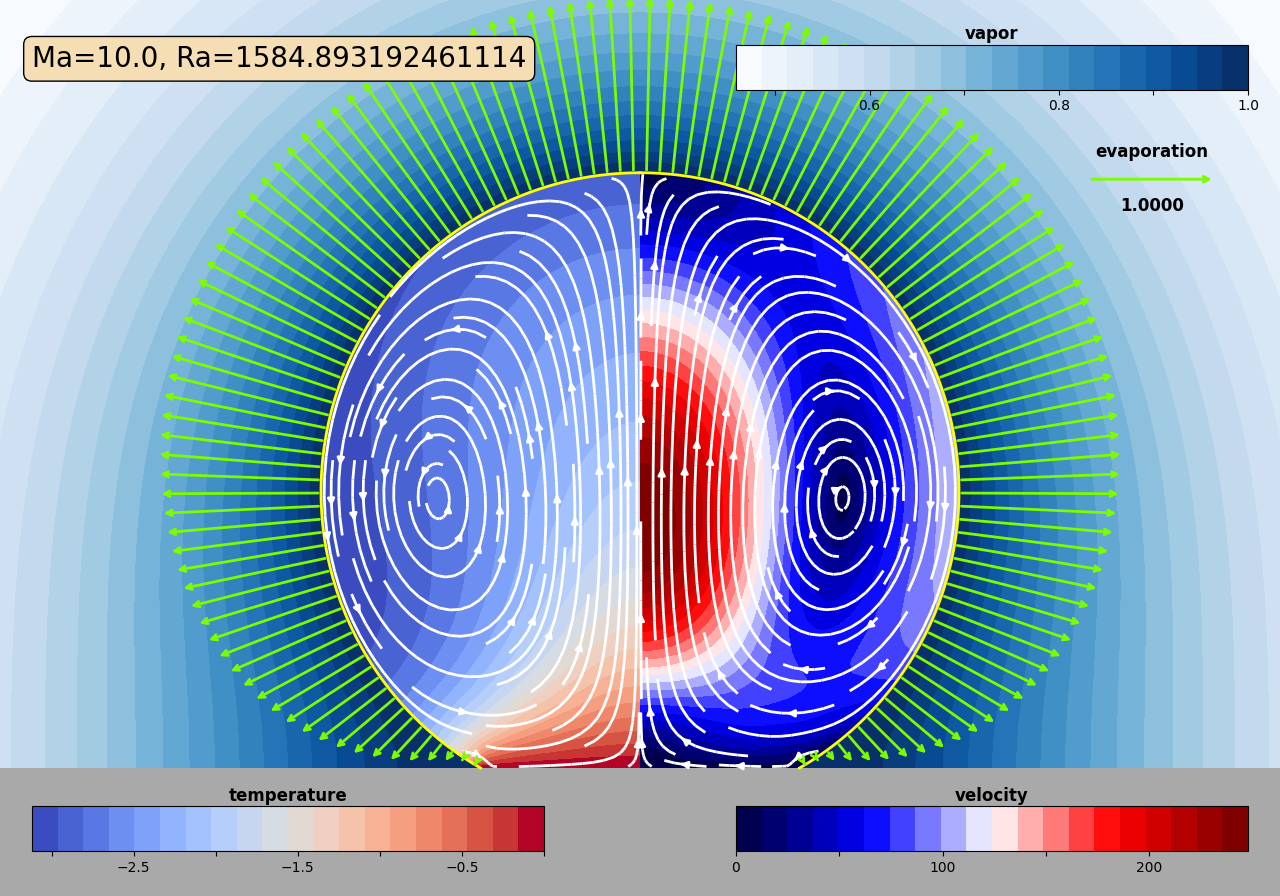 Ma=10.0, Ra=1584.893192461114
vapor
0.6 0.8 1.0
evaporation
1.0000
temperature
−2.5 −1.5 −0.5
velocity
0 100 200